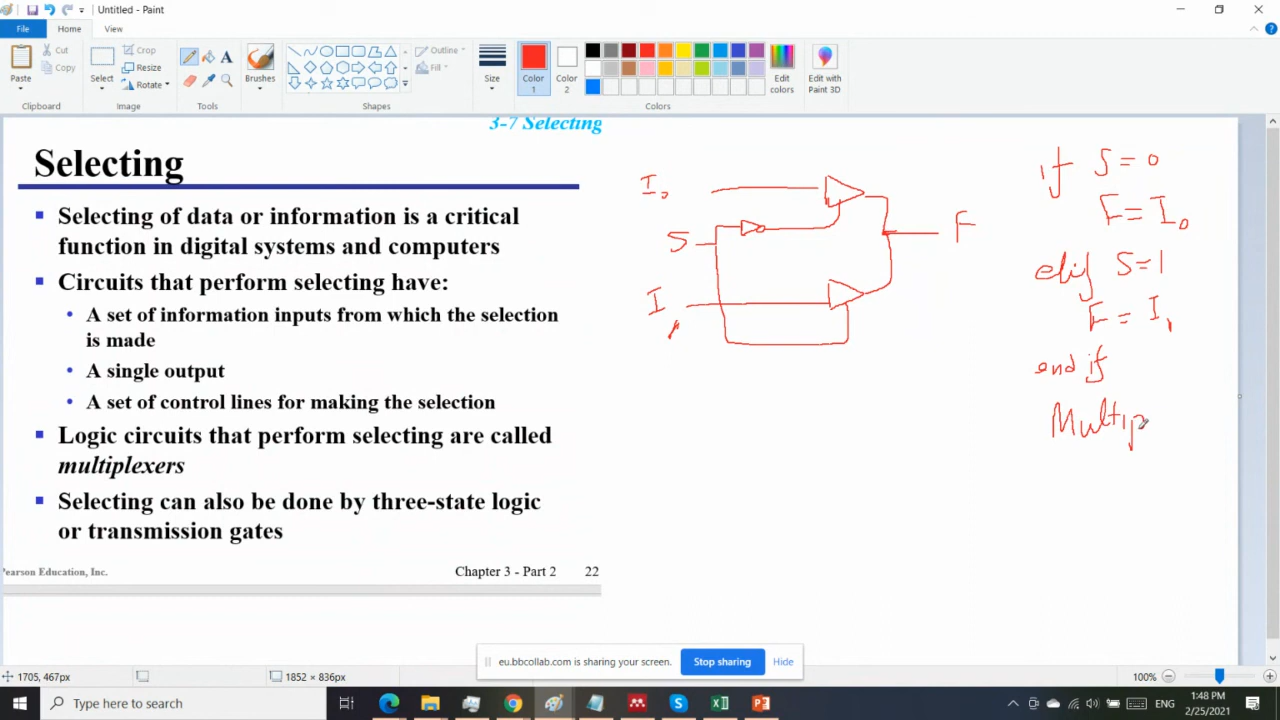 Untitled - Paint
File
Home
View
Paste
Cut
Copy
Clipboard
Select
Crop
Resize
Rotate
Image
A
Tools
Brushes
Outline
Fill
Shapes
Size
Color
1
Color
2
Edit
colors
Edit with
Paint 3D
Colors
3-7 Selecting
Selecting
Selecting of data or information is a critical
function in digital systems and computers
Circuits that perform selecting have:
A set of information inputs from which the selection
is made
A single output
A set of control lines for making the selection
Logic circuits that perform selecting are called
multiplexers
Selecting can also be done by three-state logic
or transmission gates
Pearson Education, Inc.
Chapter 3 - Part 2
22
I0
S
I1
F
if S = 0
F = I0
elif S = 1
F = I1
end if
Multip
eu.bbcollab.com is sharing your screen.
Stop sharing
Hide
1705, 467px
1852 × 836px
100%
Type here to search
ENG
1:48 PM
2/25/2021